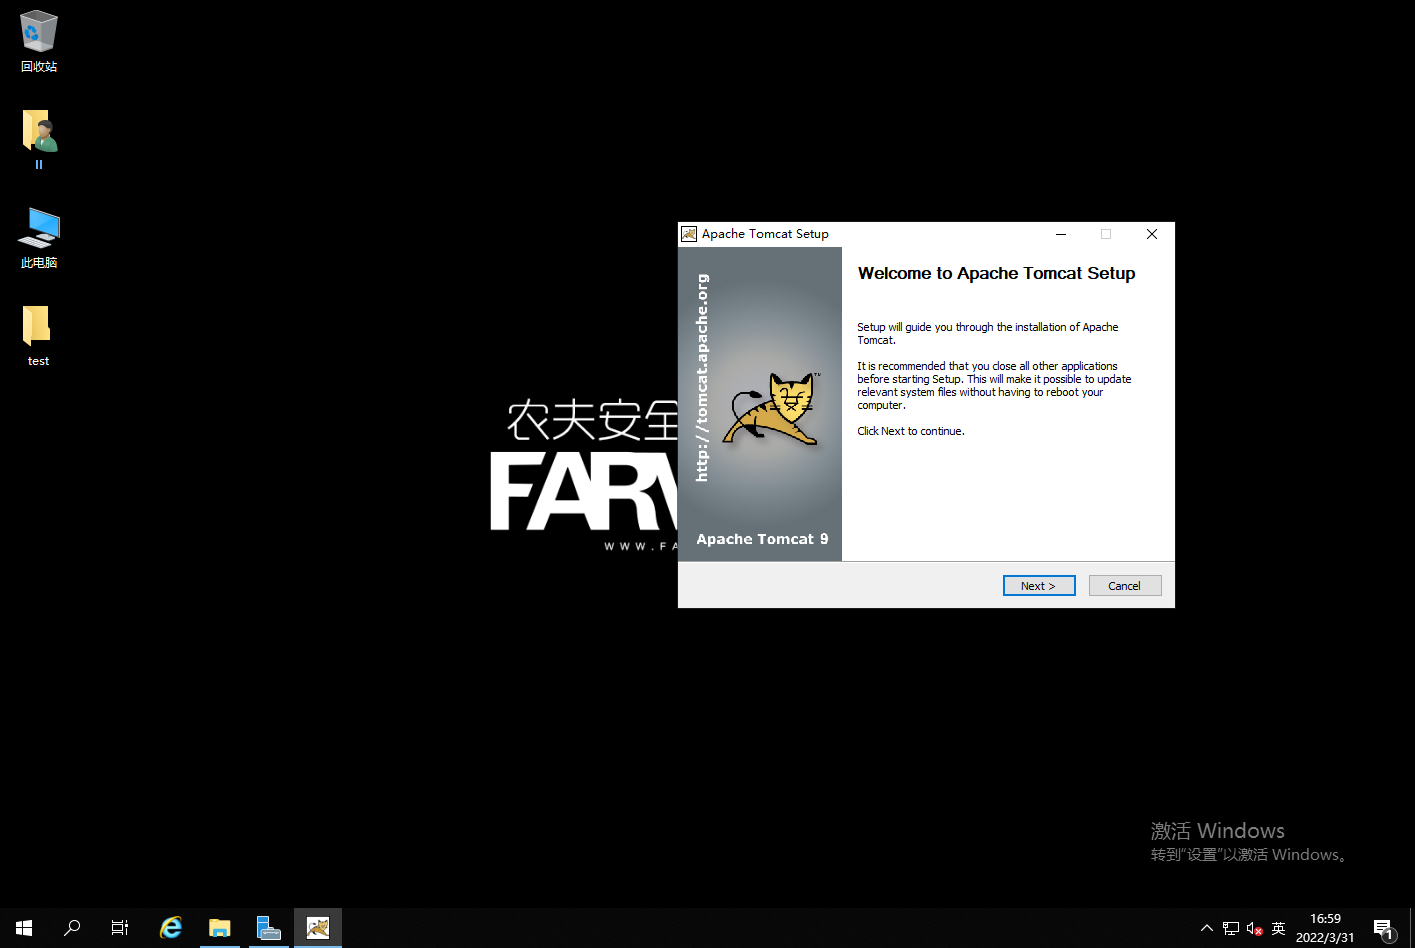 回收站
ll
此电脑
test
农夫安全
FARV
WWW.FA
Apache Tomcat Setup
http://tomcat.apache.org
TM
Apache Tomcat 9
Welcome to Apache Tomcat Setup
Setup will guide you through the installation of Apache
Tomcat.
It is recommended that you close all other applications
before starting Setup. This will make it possible to update
relevant system files without having to reboot your
computer.
Click Next to continue.
Next >
Cancel
激活 Windows
转到“设置”以激活 Windows。
英
16:59
2022/3/31
1